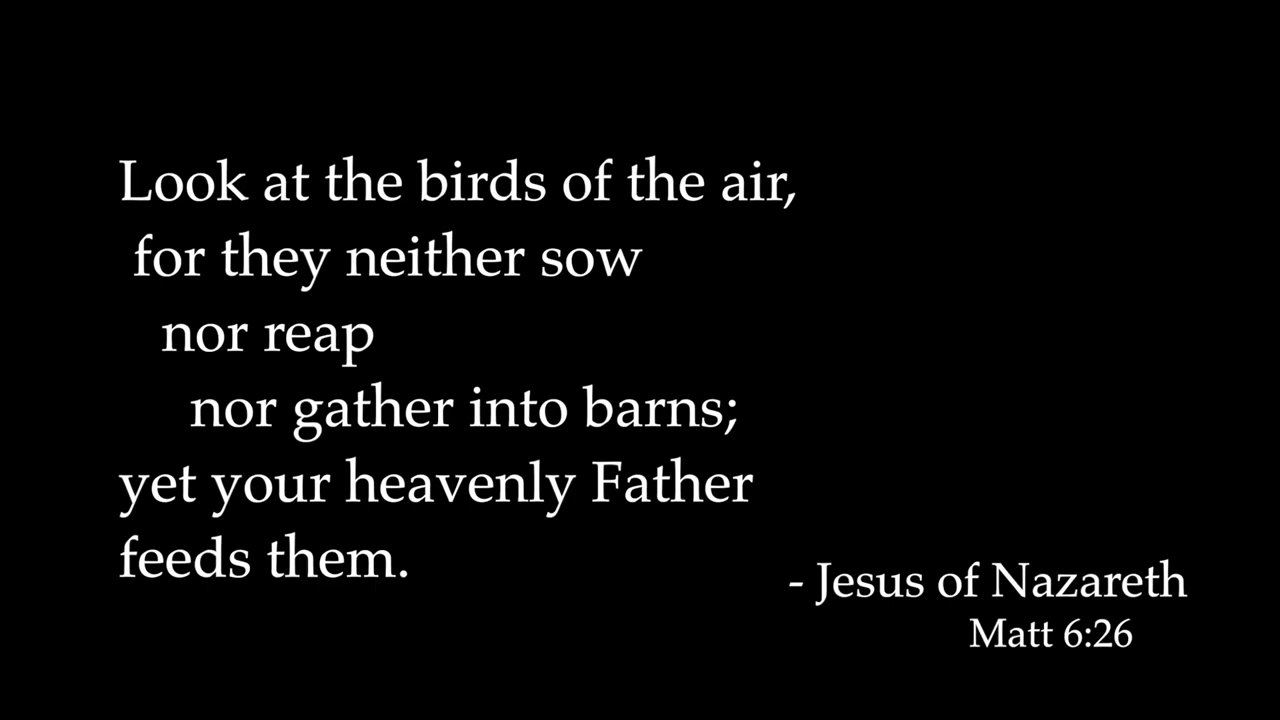 Look at the birds of the air,
for they neither sow
nor reap
nor gather into barns;
yet your heavenly Father
feeds them.
- Jesus of Nazareth
Matt 6:26